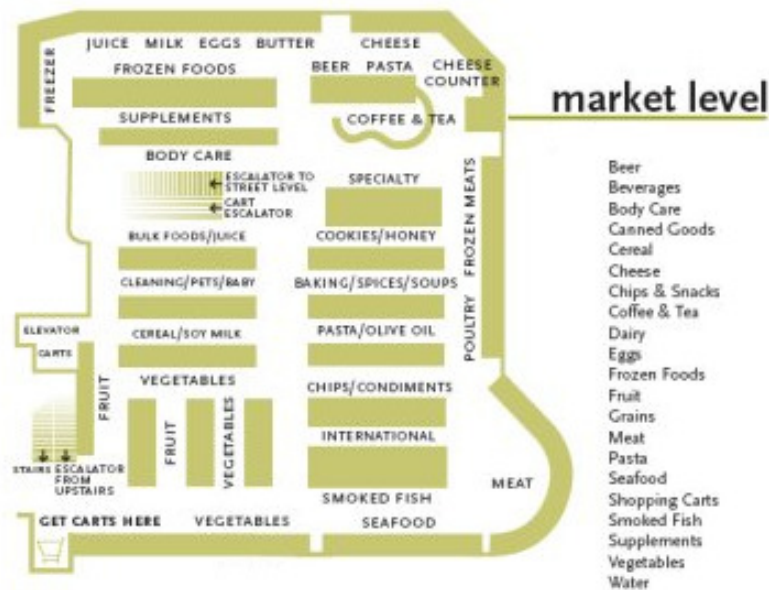 JUICE MILK EGGS BUTTER CHEESE
FREEZER
FROZEN FOODS
BEER PASTA
CHEESE
COUNTER
SUPPLEMENTS
COFFEE & TEA
BODY CARE
ESCALATOR TO
STREET LEVEL
CART
ESCALATOR
SPECIALTY
FROZEN MEATS
BULK FOODS/JUICE
COOKIES/HONEY
CLEANING/PETS/BABY
BAKING/SPICES/SOUPS
POULTRY
CEREAL/SOY MILK
PASTA/OLIVE OIL
ELEVATOR
CARTS
FRUIT
VEGETABLES
CHIPS/CONDIMENTS
FRUIT
VEGETABLES
INTERNATIONAL
STAIRS
ESCALATOR
FROM
UPSTAIRS
SMOKED FISH
MEAT
GET CARTS HERE
VEGETABLES
SEAFOOD
market level
Beer
Beverages
Body Care
Canned Goods
Cereal
Cheese
Chips & Snacks
Coffee & Tea
Dairy
Eggs
Frozen Foods
Fruit
Grains
Meat
Pasta
Seafood
Shopping Carts
Smoked Fish
Supplements
Vegetables
Water